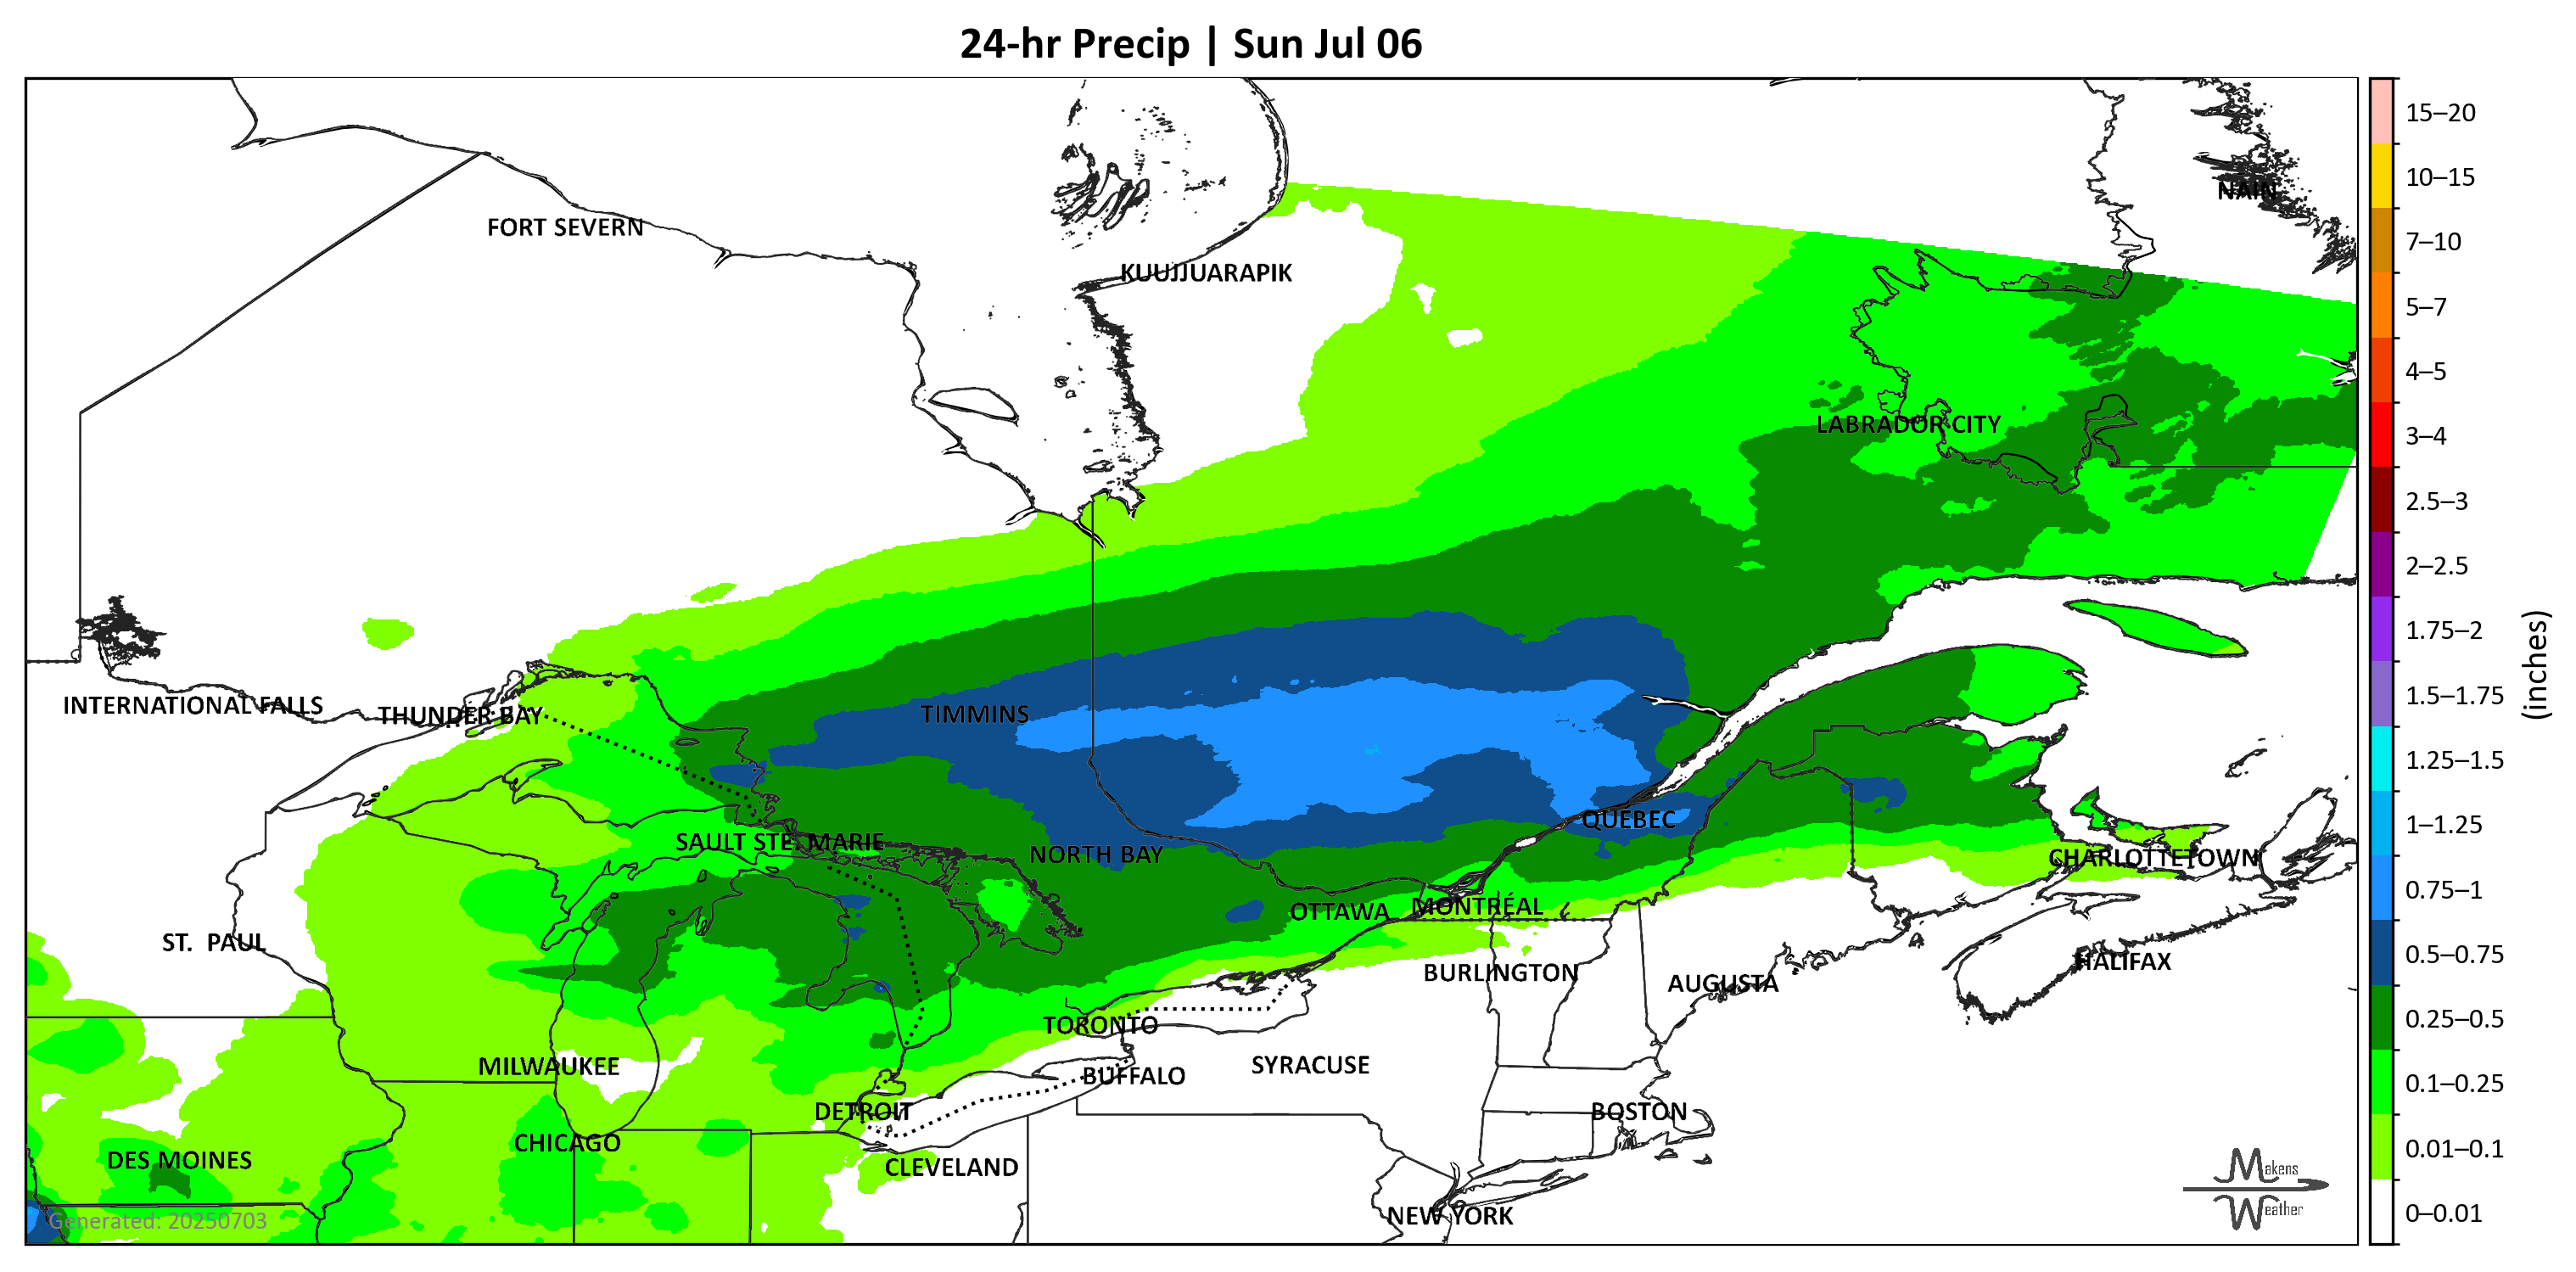 24-hr Precip | Sun Jul 06
NAIN
FORT SEVERN
KUUJJUARAPIK
LABRADOR CITY
INTERNATIONAL FALLS
THUNDER BAY
TIMMINS
QUEBEC
SAULT STE. MARIE
NORTH BAY
CHARLOTTETOWN
OTTAWA
MONTRÉAL
ST. PAUL
HALIFAX
BURLINGTON
AUGUSTA
TORONTO
MILWAUKEE
SYRACUSE
BUFFALO
DETROIT
BOSTON
CHICAGO
DES MOINES
CLEVELAND
NEW YORK
Generated: 20250703
Makens
Weather
15–20
10–15
7–10
5–7
4–5
3–4
2.5–3
2–2.5
1.75–2
1.5–1.75
1.25–1.5
1–1.25
0.75–1
0.5–0.75
0.25–0.5
0.1–0.25
0.01–0.1
0–0.01
(inches)